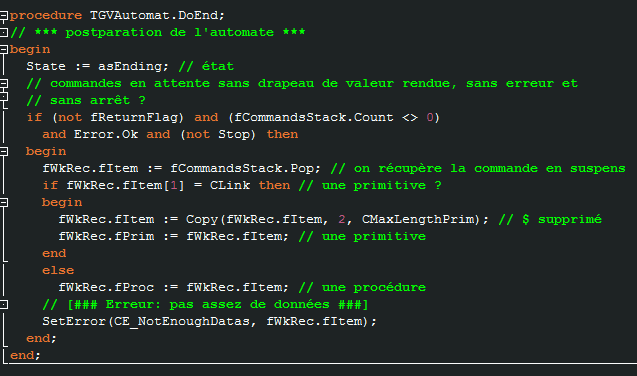 procedure TGVAutomat.DoEnd;
// *** postparation de l'automate ***
begin
  State := asEnding; // état
  // commandes en attente sans drapeau de valeur rendue, sans erreur et
  // sans arrêt ?
  if (not fReturnFlag) and (fCommandsStack.Count <> 0)
    and Error.Ok and (not Stop) then
  begin
    fWkRec.fItem := fCommandsStack.Pop; // on récupère la commande en suspens
    if fWkRec.fItem[1] = CLink then // une primitive ?
    begin
      fWkRec.fItem := Copy(fWkRec.fItem, 2, CMaxLengthPrim); // $ supprimé
      fWkRec.fPrim := fWkRec.fItem; // une primitive
    end
    else
      fWkRec.fProc := fWkRec.fItem; // une procédure
    // [### Erreur: pas assez de données ###]
    SetError(CE_NotEnoughDatas, fWkRec.fItem);
  end;
end;